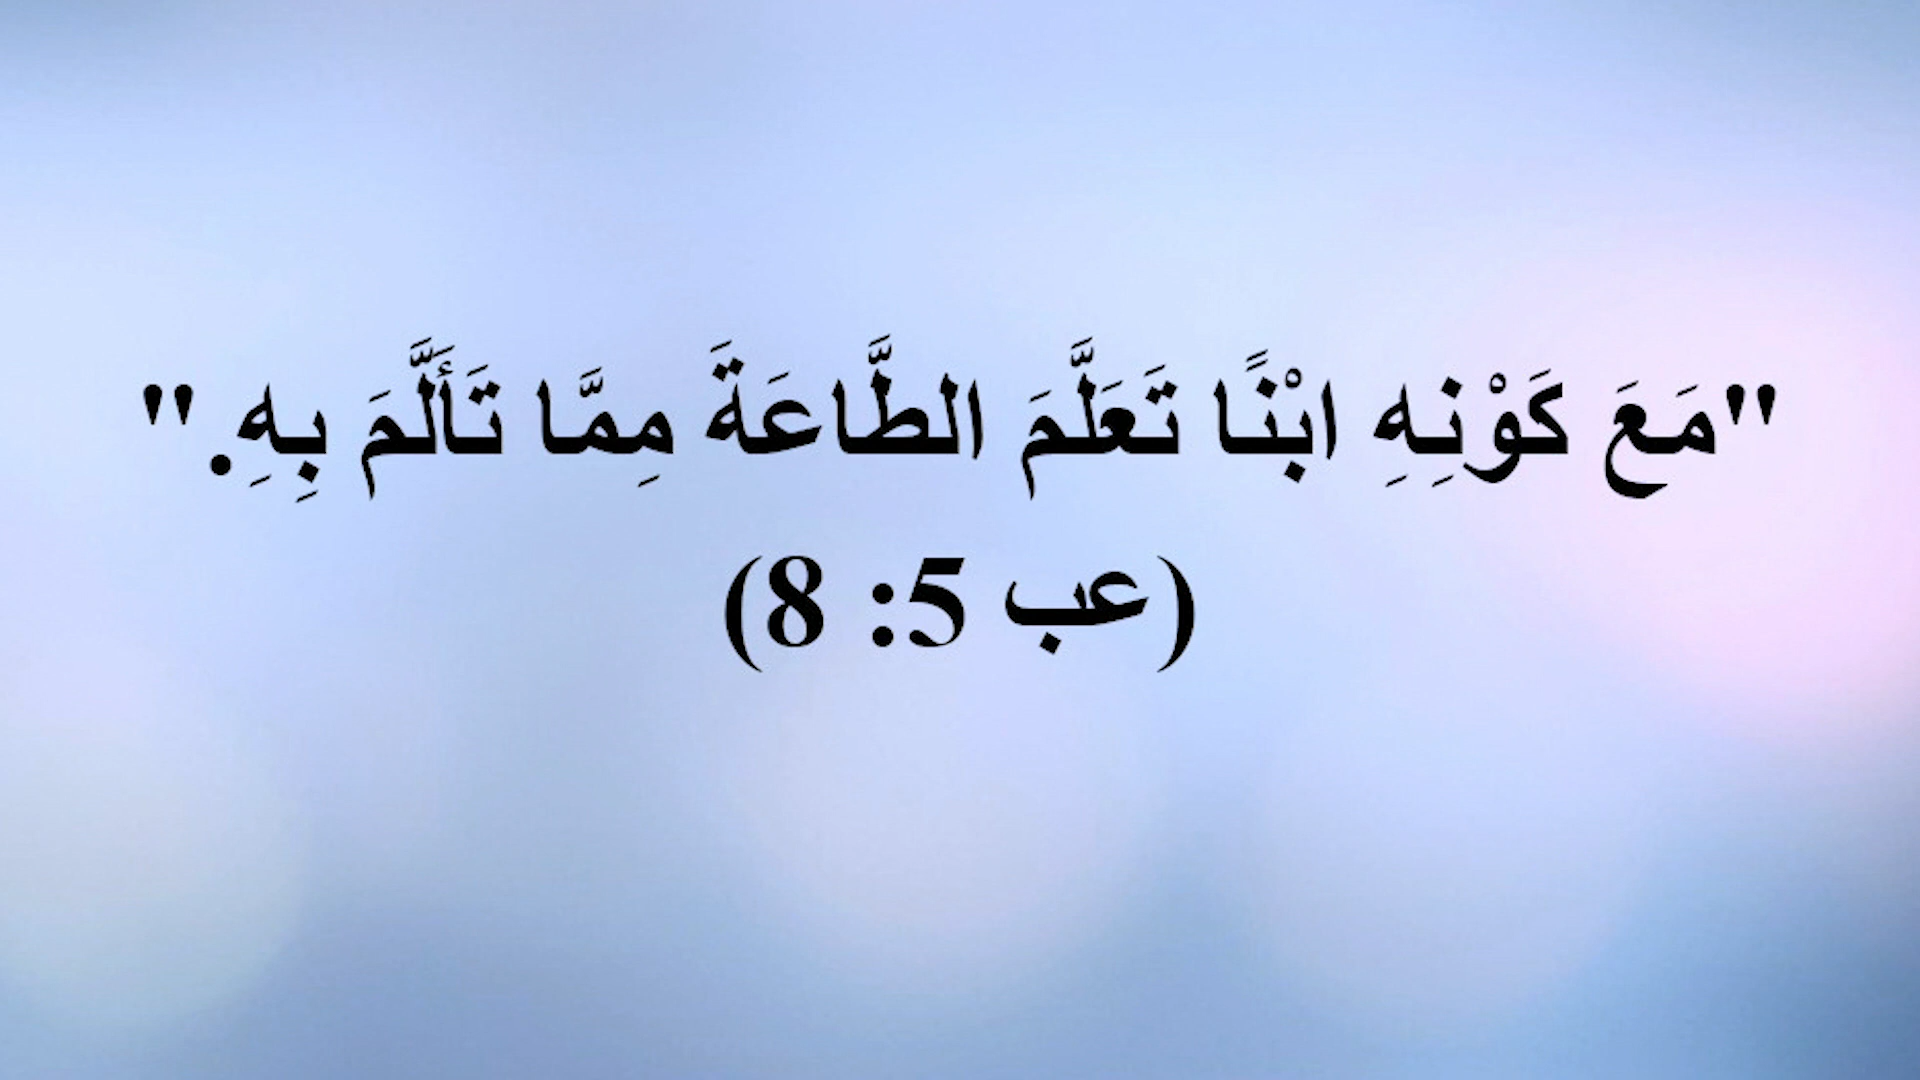 "مَعَ كَوْنِهِ ابْنًا تَعَلَّمَ الطَّاعَةَ مِمَّا تَأَلَّمَ بِهِ."
(عب 5: 8)